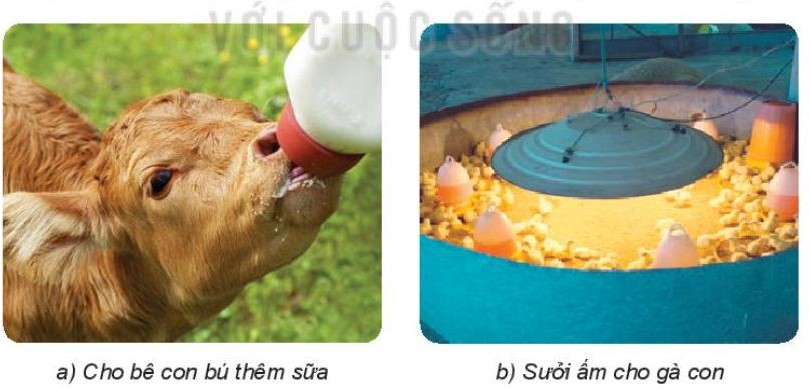 VỚI CUỘC SỐNG
a) Cho bê con bú thêm sữa
b) Sưởi ấm cho gà con